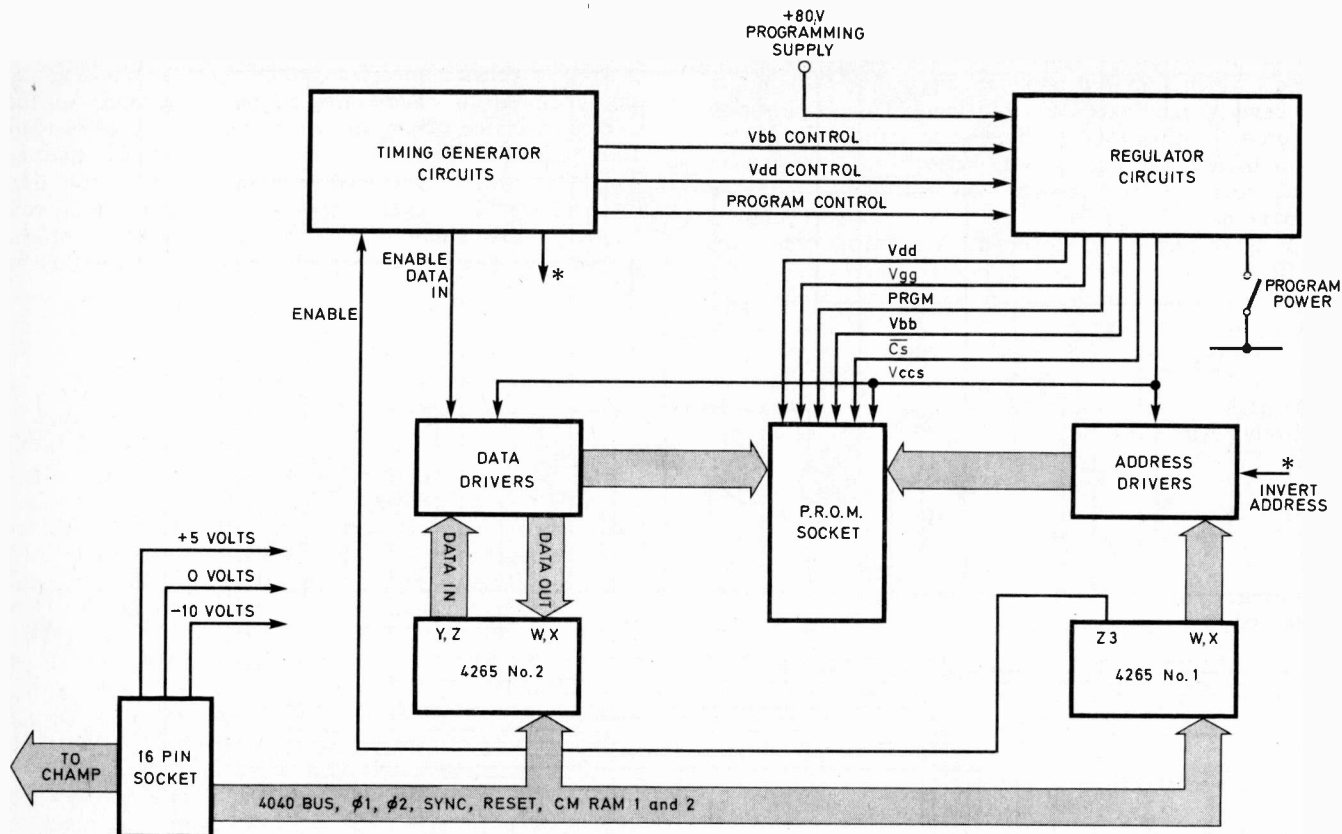 +80V
PROGRAMMING
SUPPLY
TIMING GENERATOR
CIRCUITS
Vbb CONTROL
Vdd CONTROL
PROGRAM CONTROL
REGULATOR
CIRCUITS
ENABLE
DATA
IN
*
ENABLE
Vdd
Vgg
PRGM
Vbb
C̅s̅
Vccs
PROGRAM
POWER
DATA
DRIVERS
P.R.O.M.
SOCKET
ADDRESS
DRIVERS
*
INVERT
ADDRESS
+5 VOLTS
0 VOLTS
-10 VOLTS
DATA IN
DATA OUT
Y, Z
W, X
4265 No.2
Z3
W, X
4265 No.1
TO
CHAMP
16 PIN
SOCKET
4040 BUS, ϕ1, ϕ2, SYNC, RESET, CM RAM 1 and 2